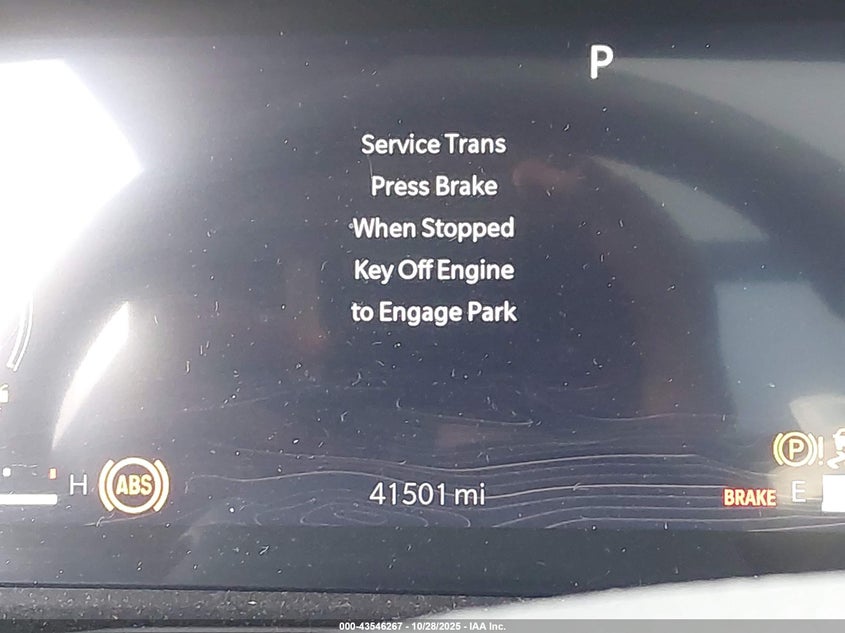 P
Service Trans
Press Brake
When Stopped
Key Off Engine
to Engage Park
(P)!
H
ABS
41501 mi
BRAKE
E
000-43546267 - 10/28/2025 - IAA Inc.